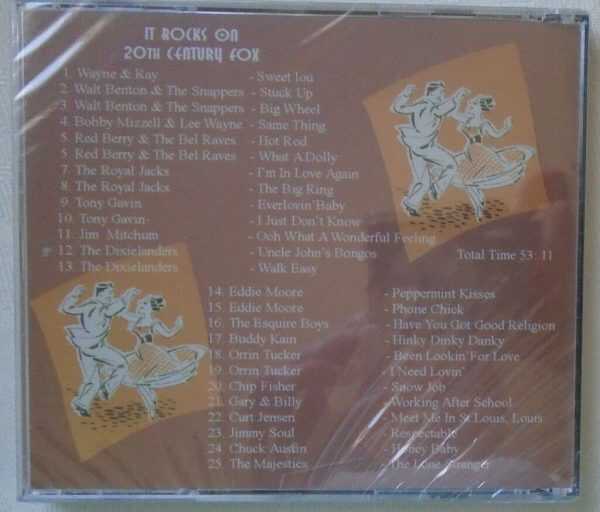 IT ROCKS ON
20TH CENTURY FOX
1. Wayne & Kay - Sweet lou
2. Walt Benton & The Snappers - Stuck Up
3 Walt Benton & The Snappers - Big Wheel
4. Bobby Mizzell & Lee Wayne - Same Thing
5. Red Berry & The Bel Raves - Hot Rod
5. Red Berry & The Bel Raves - What A Dolly
7. The Royal Jacks - I'm In Love Again
8. The Royal Jacks - The Big Ring
9. Tony Gavin - Everlovin' Baby
10. Tony Gavin - I Just Don't Know
11. Jim Mitchum - Ooh What A Wonderful Feeling
12. The Dixielanders - Uncle John's Bongos
13. The Dixielanders - Walk Easy
Total Time 53: 11
14. Eddie Moore - Peppermint Kisses
15. Eddie Moore - Phone Chick
16. The Esquire Boys - Have You Got Good Religion
17. Buddy Kain - Hinky Dinky Danky
18. Orrin Tucker - Been Lookin' For Love
19. Orrin Tucker - I Need Lovin'
20. Chip Fisher - Snow Job
21. Gary & Billy - Working After School
22. Curt Jensen - Meet Me In St.Louis, Louis
23. Jimmy Soul - Respectable
24. Chuck Austin - Honey Baby
25. The Majestics - The Lone Stranger